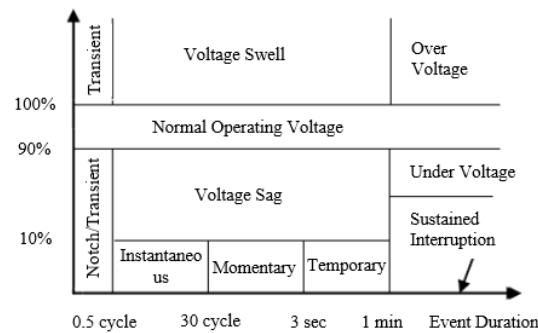 Transient
Voltage Swell
Over
Voltage
100%
Normal Operating Voltage
90%
Notch/Transient
Voltage Sag
Under Voltage
10%
Sustained
Interruption
Instantaneo
us
Momentary
Temporary
0.5 cycle
30 cycle
3 sec
1 min
Event Duration